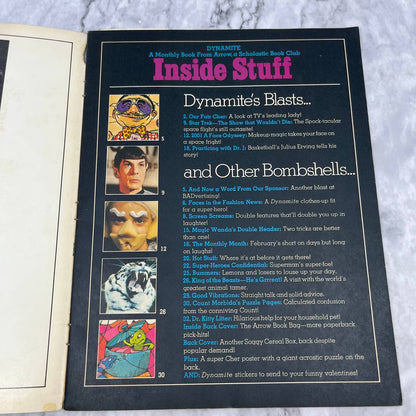 DYNAMITE
A Monthly Book From Arrow, a Scholastic Book Club
Inside Stuff
Dynamite's Blasts...
2. Our Fair Cher: A look at TV's leading lady!
9. Star Trek—The Show that Wouldn't Die: The Spock-tacular
space flight's still outtasite!
12. 2001 A Face Odyssey: Makeup magic takes your face on
a space fright!
18. Practicing with Dr. J: Basketball's Julius Erving tells his
story!
and Other Bombshells...
5. And Now a Word From Our Sponsor: Another blast at
BADvertising!
6. Faces in the Fashion News: A Dynamite clothes-up fit
for a super-hero!
8. Screen Screams: Double features that'll double you up in
laughter!
15. Magic Wanda's Double Header: Two tricks are better
than one!
16. The Monthly Month: February's short on days but long
on laughs!
20. Hot Stuff: Where it's at before it gets there!
22. Super-Heroes Confidential: Superman's super-foe!
25. Bummers: Lemons and losers to louse up your day.
26. King of the Beasts—He's Grrreat! A visit with the world's
greatest animal tamer.
28. Good Vibrations: Straight talk and solid advice.
30. Count Morbida's Puzzle Pages: Calculated confusion
from the conniving Count!
32. Dr. Kitty Litter: Hilarious help for your household pet!
Inside Back Cover: The Arrow Book Bag—more paperback
pick-hits!
Back Cover: Another Soggy Cereal Box, back despite
popular demand!
Plus: A super Cher poster with a giant acrostic puzzle on the
back.
AND: Dynamite stickers to send to your funny valentines!
5
9
12
26
30